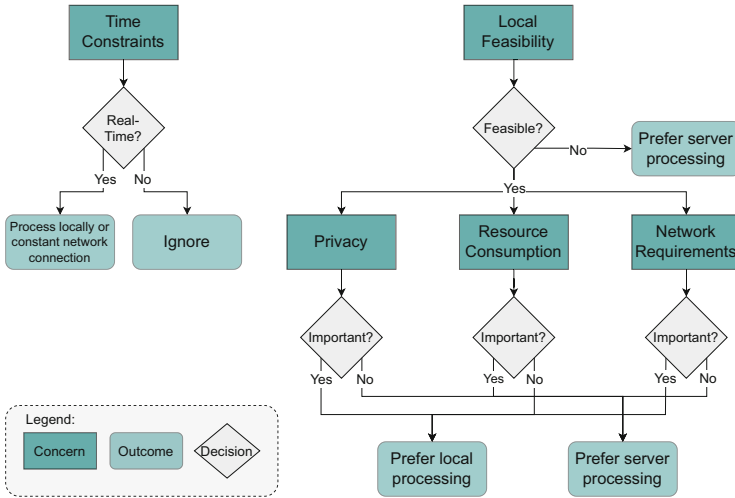 Time
Constraints
Real-
Time?
Yes
No
Process locally or
constant network
connection
Ignore
Local
Feasibility
Feasible?
No
Prefer server
processing
Yes
Privacy
Resource
Consumption
Network
Requirements
Important?
Important?
Important?
Yes
No
Yes
No
Yes
No
Prefer local
processing
Prefer server
processing
Legend:
Concern
Outcome
Decision